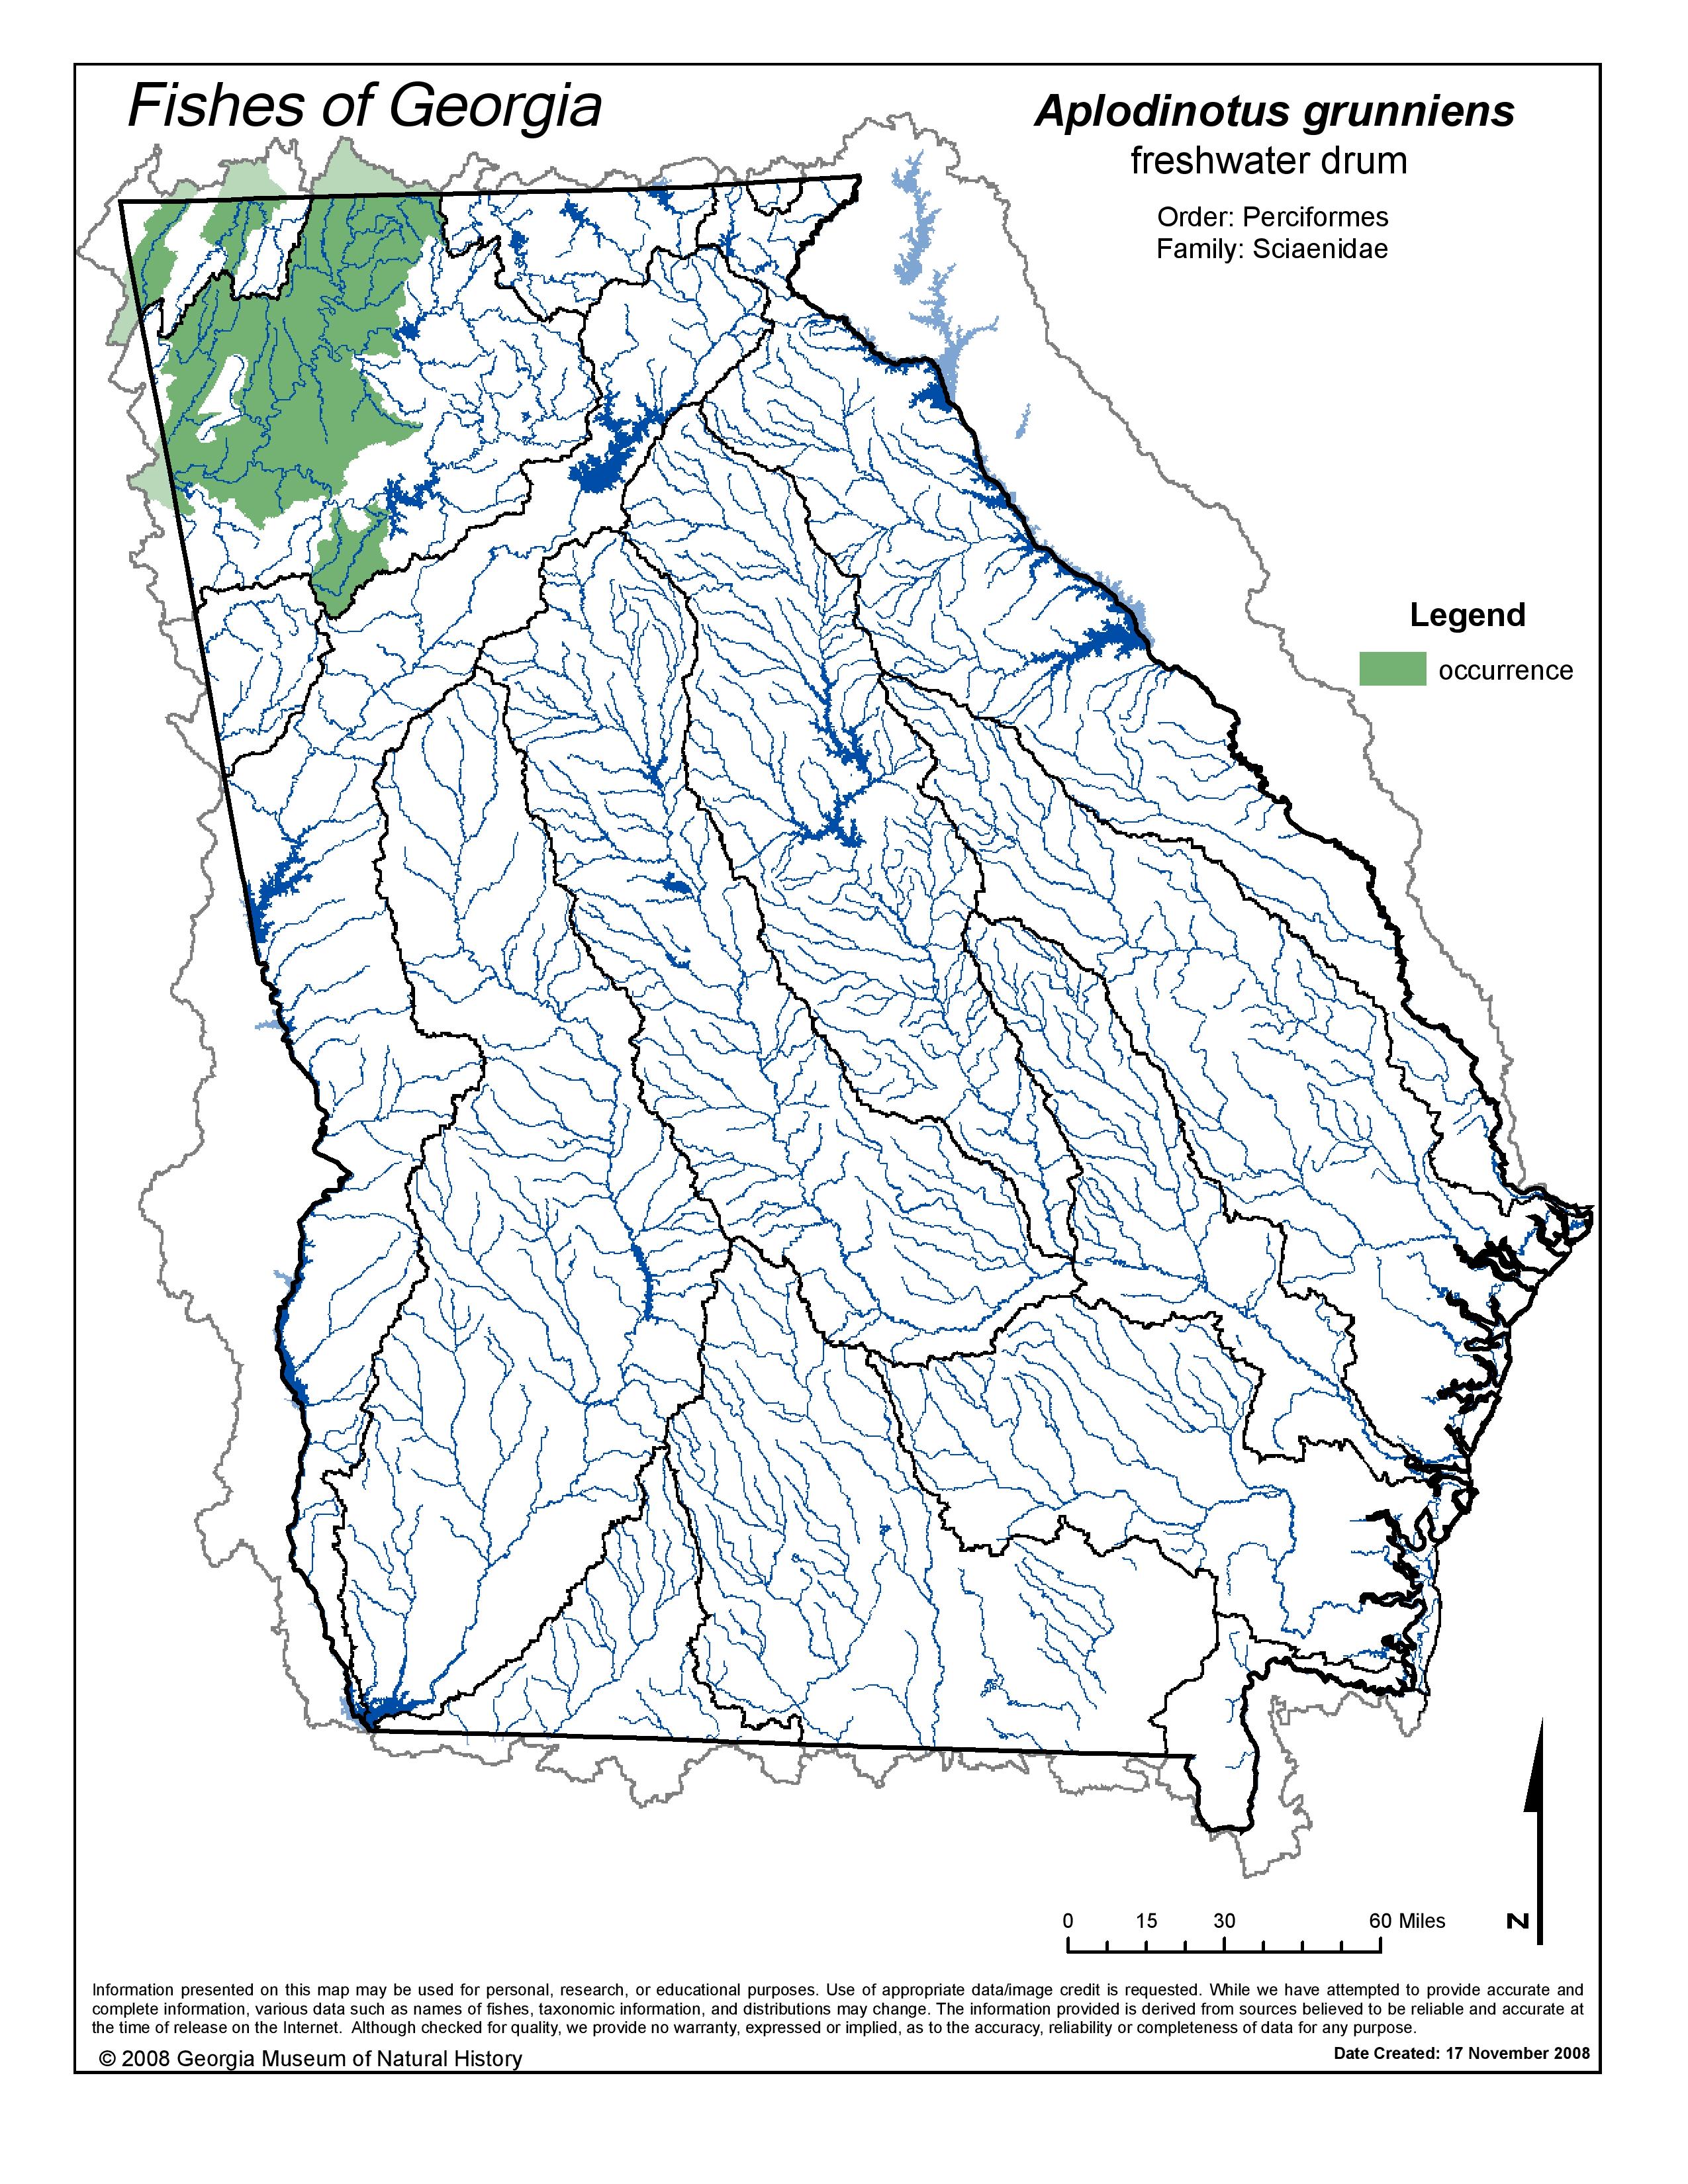 Fishes of Georgia
Aplodinotus grunniens
freshwater drum
Order: Perciformes
Family: Sciaenidae
Legend
occurrence
0 15 30 60 Miles
N
Information presented on this map may be used for personal, research, or educational purposes. Use of appropriate data/image credit is requested. While we have attempted to provide accurate and
complete information, various data such as names of fishes, taxonomic information, and distributions may change. The information provided is derived from sources believed to be reliable and accurate at
the time of release on the Internet. Although checked for quality, we provide no warranty, expressed or implied, as to the accuracy, reliability or completeness of data for any purpose.
© 2008 Georgia Museum of Natural History
Date Created: 17 November 2008